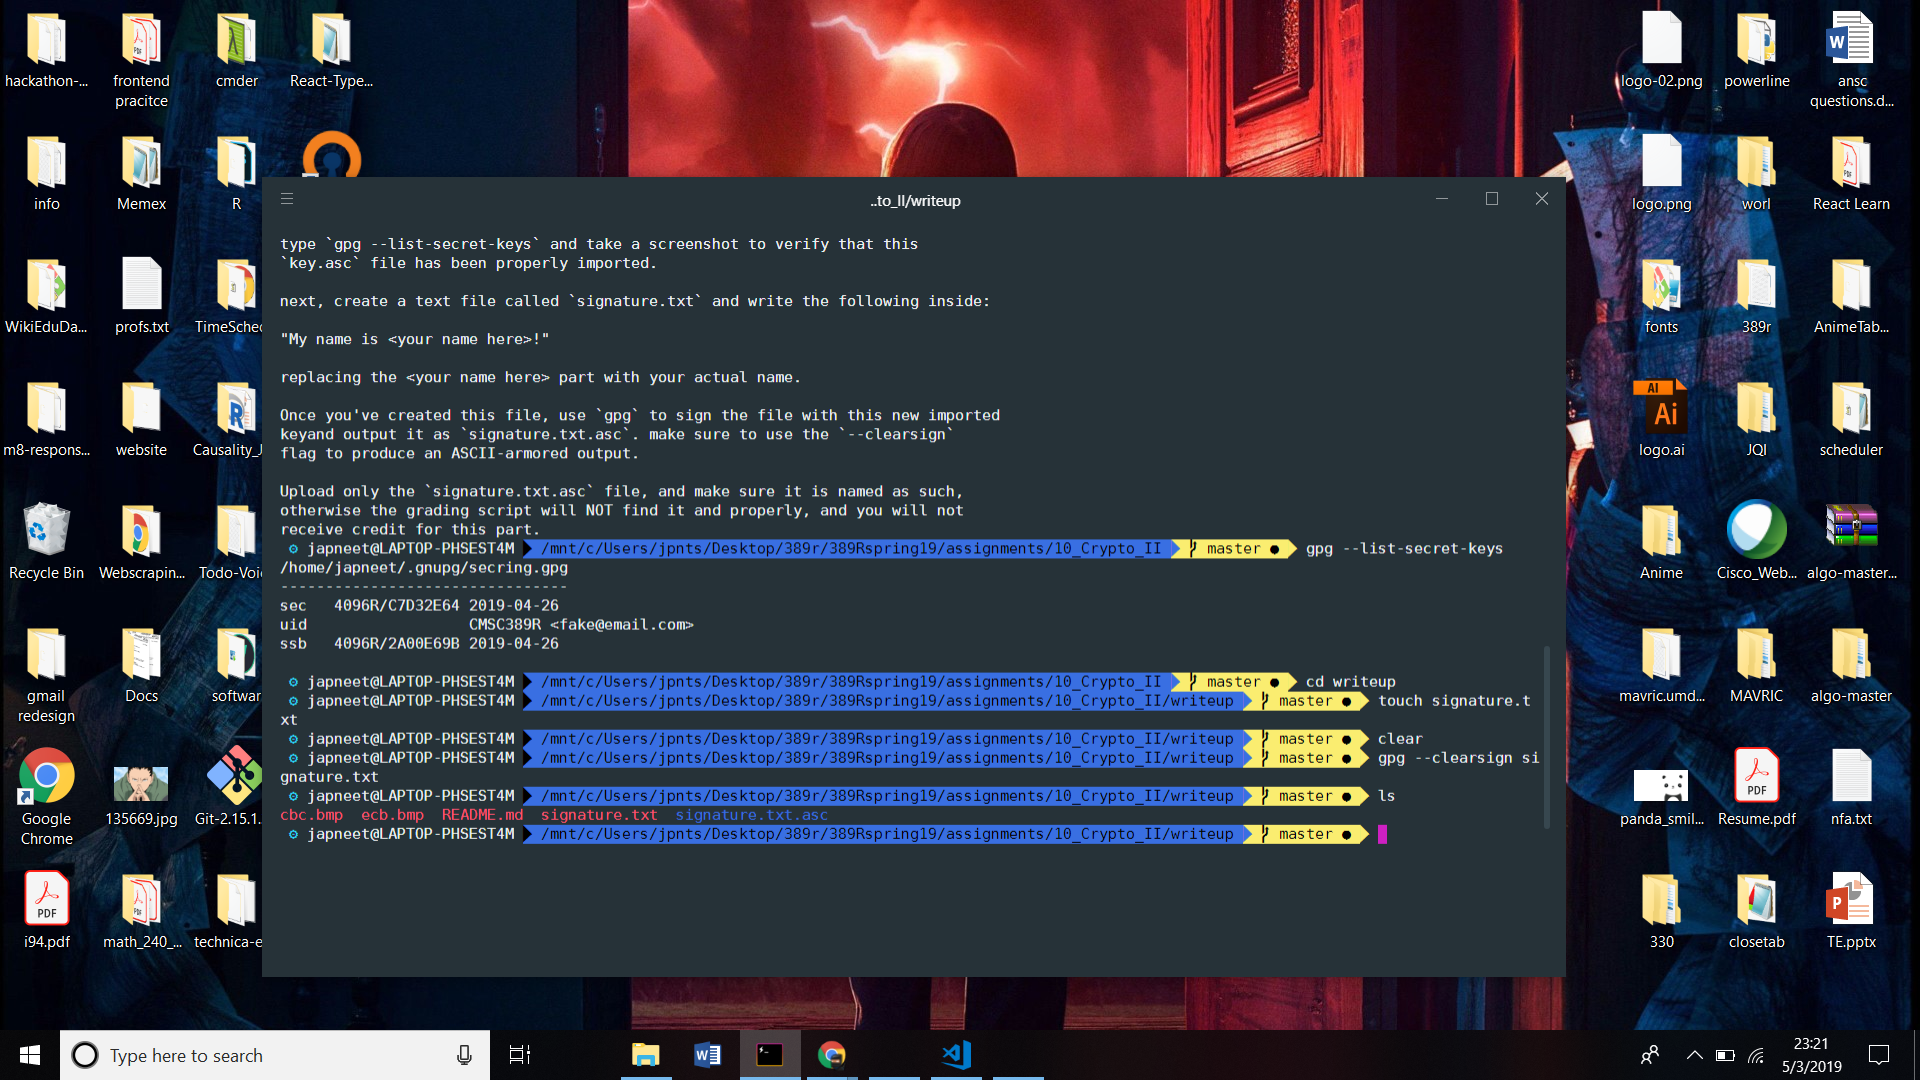 hackathon-...
frontend
pracitce
cmder
React-Type...
logo-02.png
powerline
ansc
questions.d...
info
Memex
R
logo.png
worl
React Learn
WikiEduDa...
profs.txt
TimeSched
fonts
389r
AnimeTab...
m8-respons...
website
Causality_J
logo.ai
JQI
scheduler
Recycle Bin
Webscrapin...
Todo-Voi
Anime
Cisco_Web...
algo-master...
gmail
redesign
Docs
softwar
mavric.umd...
MAVRIC
algo-master
Google
Chrome
135669.jpg
Git-2.15.1.
panda_smil...
Resume.pdf
nfa.txt
i94.pdf
math_240_...
technica-e
330
closetab
TE.pptx
..to_II/writeup
type `gpg --list-secret-keys` and take a screenshot to verify that this
`key.asc` file has been properly imported.
next, create a text file called `signature.txt` and write the following inside:
"My name is <your name here>!"
replacing the <your name here> part with your actual name.
Once you've created this file, use `gpg` to sign the file with this new imported
keyand output it as `signature.txt.asc`. make sure to use the `--clearsign`
flag to produce an ASCII-armored output.
Upload only the `signature.txt.asc` file, and make sure it is named as such,
otherwise the grading script will NOT find it and properly, and you will not
receive credit for this part.
japneet@LAPTOP-PHSEST4M /mnt/c/Users/jpnts/Desktop/389r/389Rspring19/assignments/10_Crypto_II master ● gpg --list-secret-keys
/home/japneet/.gnupg/secring.gpg
--------------------------------
sec 4096R/C7D32E64 2019-04-26
uid CMSC389R <fake@email.com>
ssb 4096R/2A00E69B 2019-04-26
japneet@LAPTOP-PHSEST4M /mnt/c/Users/jpnts/Desktop/389r/389Rspring19/assignments/10_Crypto_II master ● cd writeup
japneet@LAPTOP-PHSEST4M /mnt/c/Users/jpnts/Desktop/389r/389Rspring19/assignments/10_Crypto_II/writeup master ● touch signature.t
xt
japneet@LAPTOP-PHSEST4M /mnt/c/Users/jpnts/Desktop/389r/389Rspring19/assignments/10_Crypto_II/writeup master ● clear
japneet@LAPTOP-PHSEST4M /mnt/c/Users/jpnts/Desktop/389r/389Rspring19/assignments/10_Crypto_II/writeup master ● gpg --clearsign si
gnature.txt
japneet@LAPTOP-PHSEST4M /mnt/c/Users/jpnts/Desktop/389r/389Rspring19/assignments/10_Crypto_II/writeup master ● ls
cbc.bmp ecb.bmp README.md signature.txt signature.txt.asc
japneet@LAPTOP-PHSEST4M /mnt/c/Users/jpnts/Desktop/389r/389Rspring19/assignments/10_Crypto_II/writeup master ●
Type here to search
23:21
5/3/2019